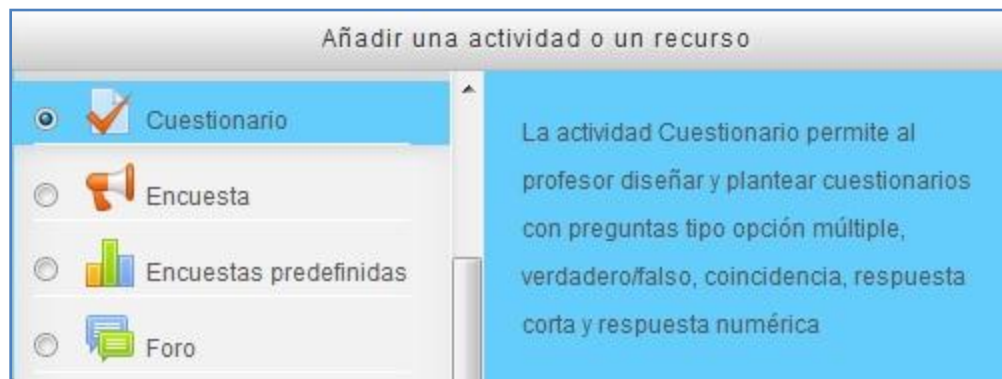 Añadir una actividad o un recurso
Cuestionario
Encuesta
Encuestas predefinidas
Foro
La actividad Cuestionario permite al
profesor diseñar y plantear cuestionarios
con preguntas tipo opción múltiple,
verdadero/falso, coincidencia, respuesta
corta y respuesta numérica